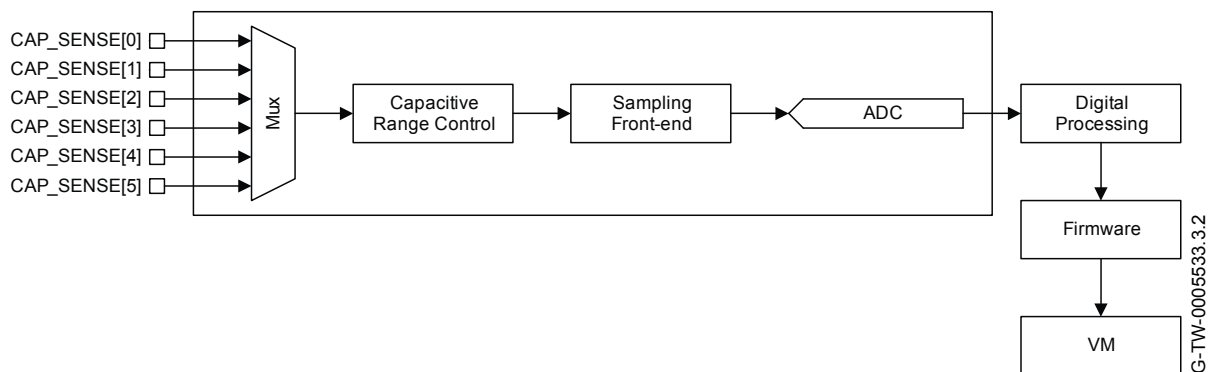 CAP_SENSE[0]
CAP_SENSE[1]
CAP_SENSE[2]
CAP_SENSE[3]
CAP_SENSE[4]
CAP_SENSE[5]
Mux
Capacitive
Range Control
Sampling
Front-end
ADC
Digital
Processing
Firmware
VM
G-TW-0005533.3.2